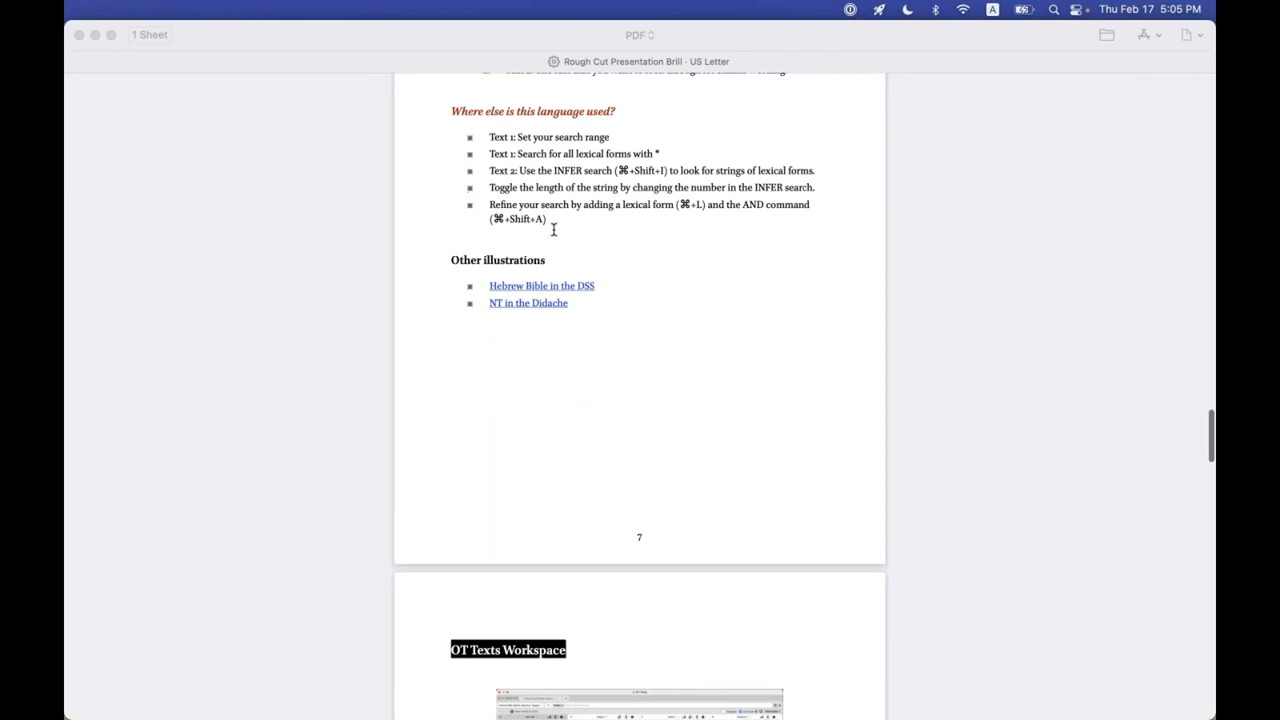 A
Thu Feb 17 5:05 PM
1 Sheet
PDF
Rough Cut Presentation Brill - US Letter
Where else is this language used?
Text 1: Set your search range
Text 1: Search for all lexical forms with *
Text 2: Use the INFER search (⌘+Shift+I) to look for strings of lexical forms.
Toggle the length of the string by changing the number in the INFER search.
Refine your search by adding a lexical form (⌘+L) and the AND command
(⌘+Shift+A)
Other illustrations
Hebrew Bible in the DSS
NT in the Didache
7
OT Texts Workspace